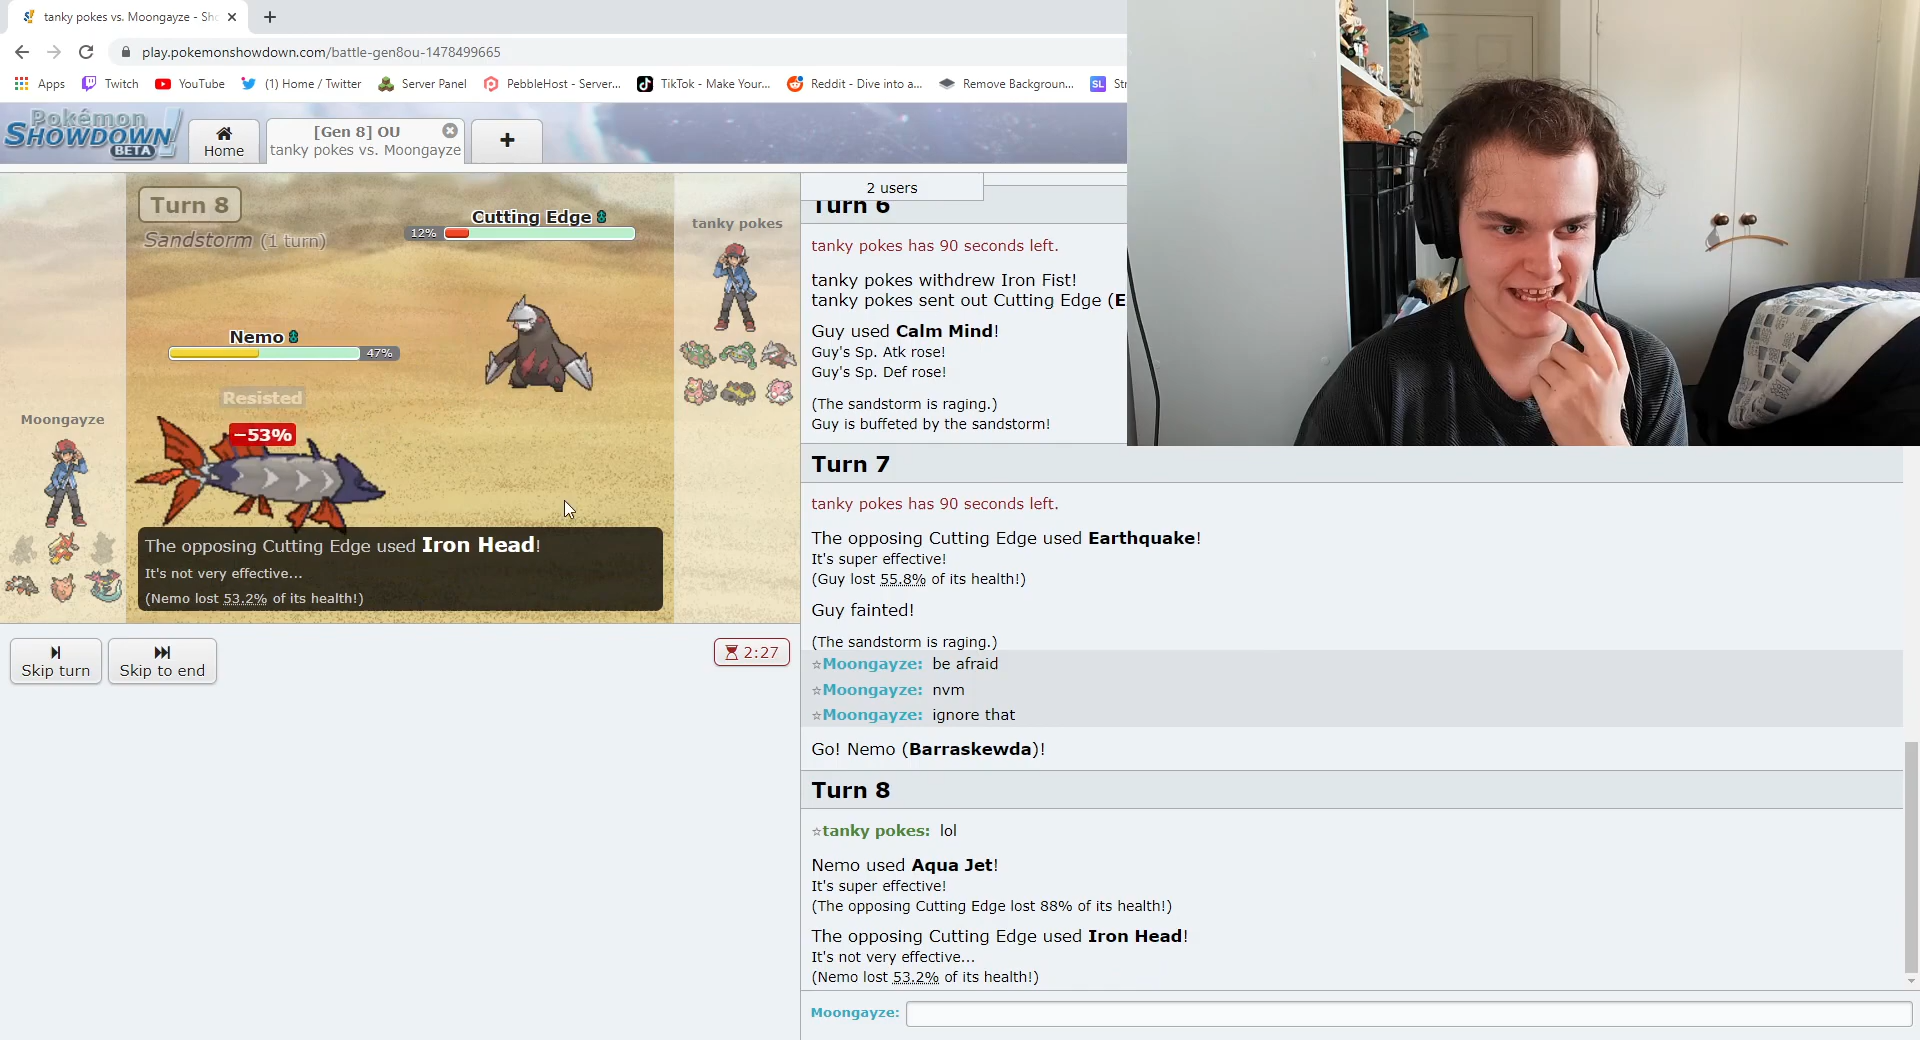 tanky pokes vs. Moongayze - Sho
play.pokemonshowdown.com/battle-gen8ou-1478499665
Apps
Twitch
YouTube
(1) Home / Twitter
Server Panel
PebbleHost - Server...
TikTok - Make Your...
Reddit - Dive into a...
Remove Backgroun...
SL
Str
Pokémon
SHOWDOWN!
BETA
Home
[Gen 8] OU
tanky pokes vs. Moongayze
Turn 8
Sandstorm (1 turn)
Cutting Edge
12%
Nemo
47%
Resisted
−53%
Moongayze
tanky pokes
The opposing Cutting Edge used Iron Head!
It's not very effective...
(Nemo lost 53.2% of its health!)
Skip turn
Skip to end
2:27
2 users
Turn 6
tanky pokes has 90 seconds left.
tanky pokes withdrew Iron Fist!
tanky pokes sent out Cutting Edge (E
Guy used Calm Mind!
Guy's Sp. Atk rose!
Guy's Sp. Def rose!
(The sandstorm is raging.)
Guy is buffeted by the sandstorm!
Turn 7
tanky pokes has 90 seconds left.
The opposing Cutting Edge used Earthquake!
It's super effective!
(Guy lost 55.8% of its health!)
Guy fainted!
(The sandstorm is raging.)
☆Moongayze: be afraid
☆Moongayze: nvm
☆Moongayze: ignore that
Go! Nemo (Barraskewda)!
Turn 8
☆tanky pokes: lol
Nemo used Aqua Jet!
It's super effective!
(The opposing Cutting Edge lost 88% of its health!)
The opposing Cutting Edge used Iron Head!
It's not very effective...
(Nemo lost 53.2% of its health!)
Moongayze: